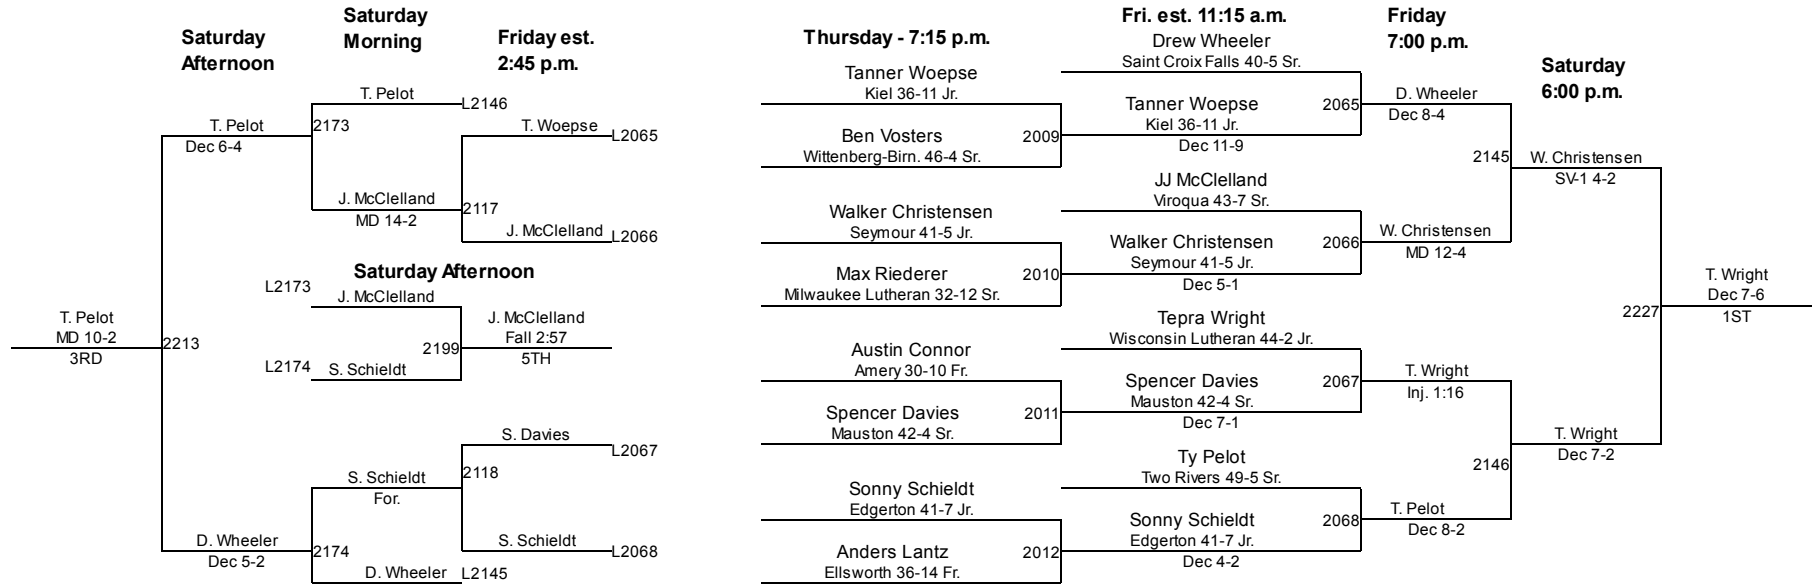 Saturday
Afternoon
Saturday
Morning
Friday est.
2:45 p.m.
T. Pelot
L2146
T. Pelot
2173
T. Woepse
L2065
Dec 6-4
J. McClelland
2117
MD 14-2
J. McClelland
L2066
Saturday Afternoon
L2173
J. McClelland
T. Pelot
MD 10-2
3RD
2213
2199
J. McClelland
Fall 2:57
5TH
L2174
S. Schieldt
S. Davies
L2067
2118
S. Schieldt
For.
S. Schieldt
L2068
D. Wheeler
2174
Dec 5-2
D. Wheeler
L2145
Thursday - 7:15 p.m.
Tanner Woepse
Kiel 36-11 Jr.
Ben Vosters
2009
Wittenberg-Birn. 46-4 Sr.
Walker Christensen
Seymour 41-5 Jr.
Max Riederer
2010
Milwaukee Lutheran 32-12 Sr.
Austin Connor
Amery 30-10 Fr.
Spencer Davies
2011
Mauston 42-4 Sr.
Sonny Schieldt
Edgerton 41-7 Jr.
Anders Lantz
2012
Ellsworth 36-14 Fr.
Fri. est. 11:15 a.m.
Drew Wheeler
Saint Croix Falls 40-5 Sr.
Tanner Woepse
2065
Kiel 36-11 Jr.
Dec 11-9
JJ McClelland
Viroqua 43-7 Sr.
Walker Christensen
2066
Seymour 41-5 Jr.
Dec 5-1
Tepra Wright
Wisconsin Lutheran 44-2 Jr.
Spencer Davies
2067
Mauston 42-4 Sr.
Dec 7-1
Ty Pelot
Two Rivers 49-5 Sr.
Sonny Schieldt
2068
Edgerton 41-7 Jr.
Dec 4-2
Friday
7:00 p.m.
D. Wheeler
Dec 8-4
2145
W. Christensen
MD 12-4
T. Wright
Inj. 1:16
2146
T. Pelot
Dec 8-2
Saturday
6:00 p.m.
W. Christensen
SV-1 4-2
2227
T. Wright
Dec 7-2
T. Wright
Dec 7-6
1ST